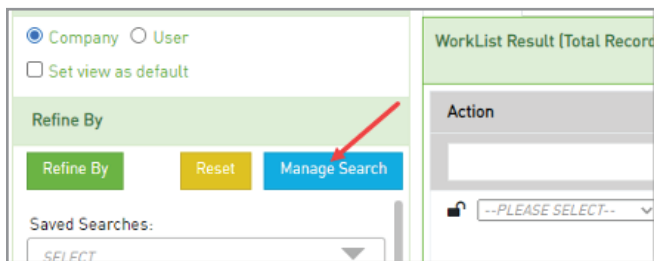 Company User
Set view as default
Refine By
Refine By Reset Manage Search
Saved Searches:
SELECT
WorkList Result (Total Record
Action
--PLEASE SELECT--